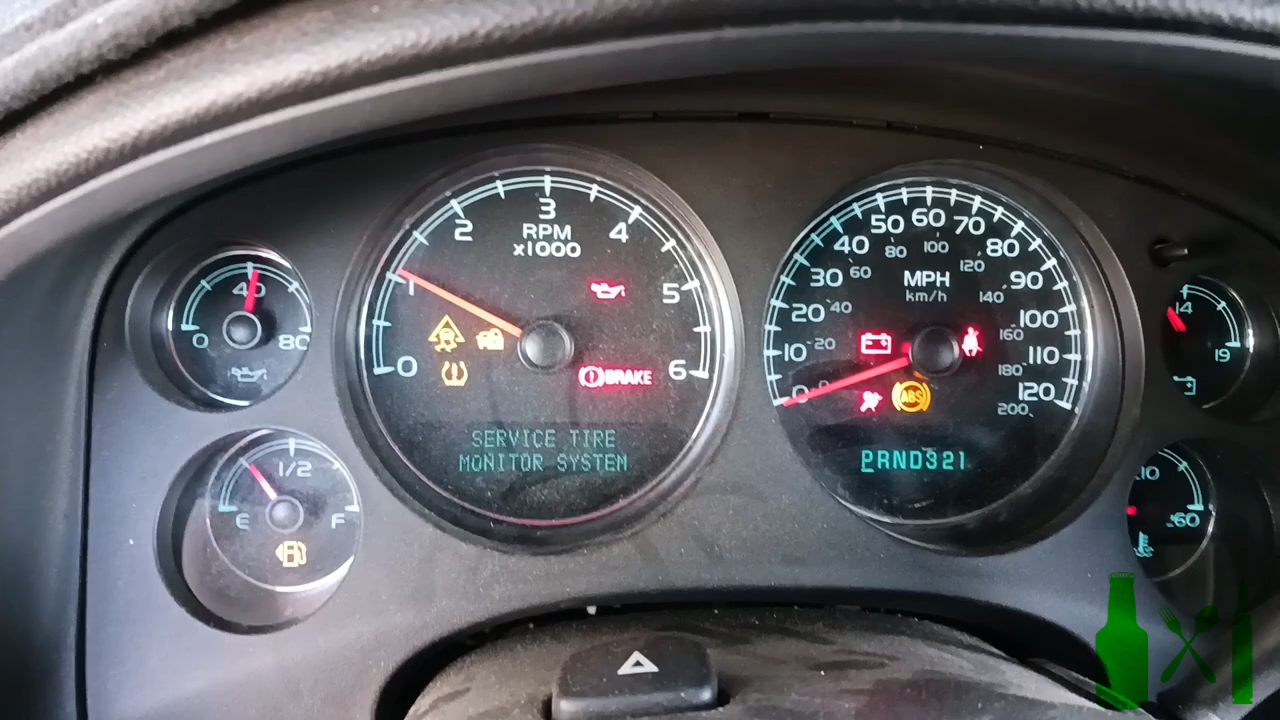 40
0 80
1/2
E F
3
2 4
RPM
x1000
1 5
0 6
BRAKE
SERVICE TIRE
MONITOR SYSTEM
50 60 70
40 80
30 90
20 100
10 110
0 120
80 100 120
60 140
40 160
20 180
0 200
MPH
km/h
ABS
PRND321
14
19
60